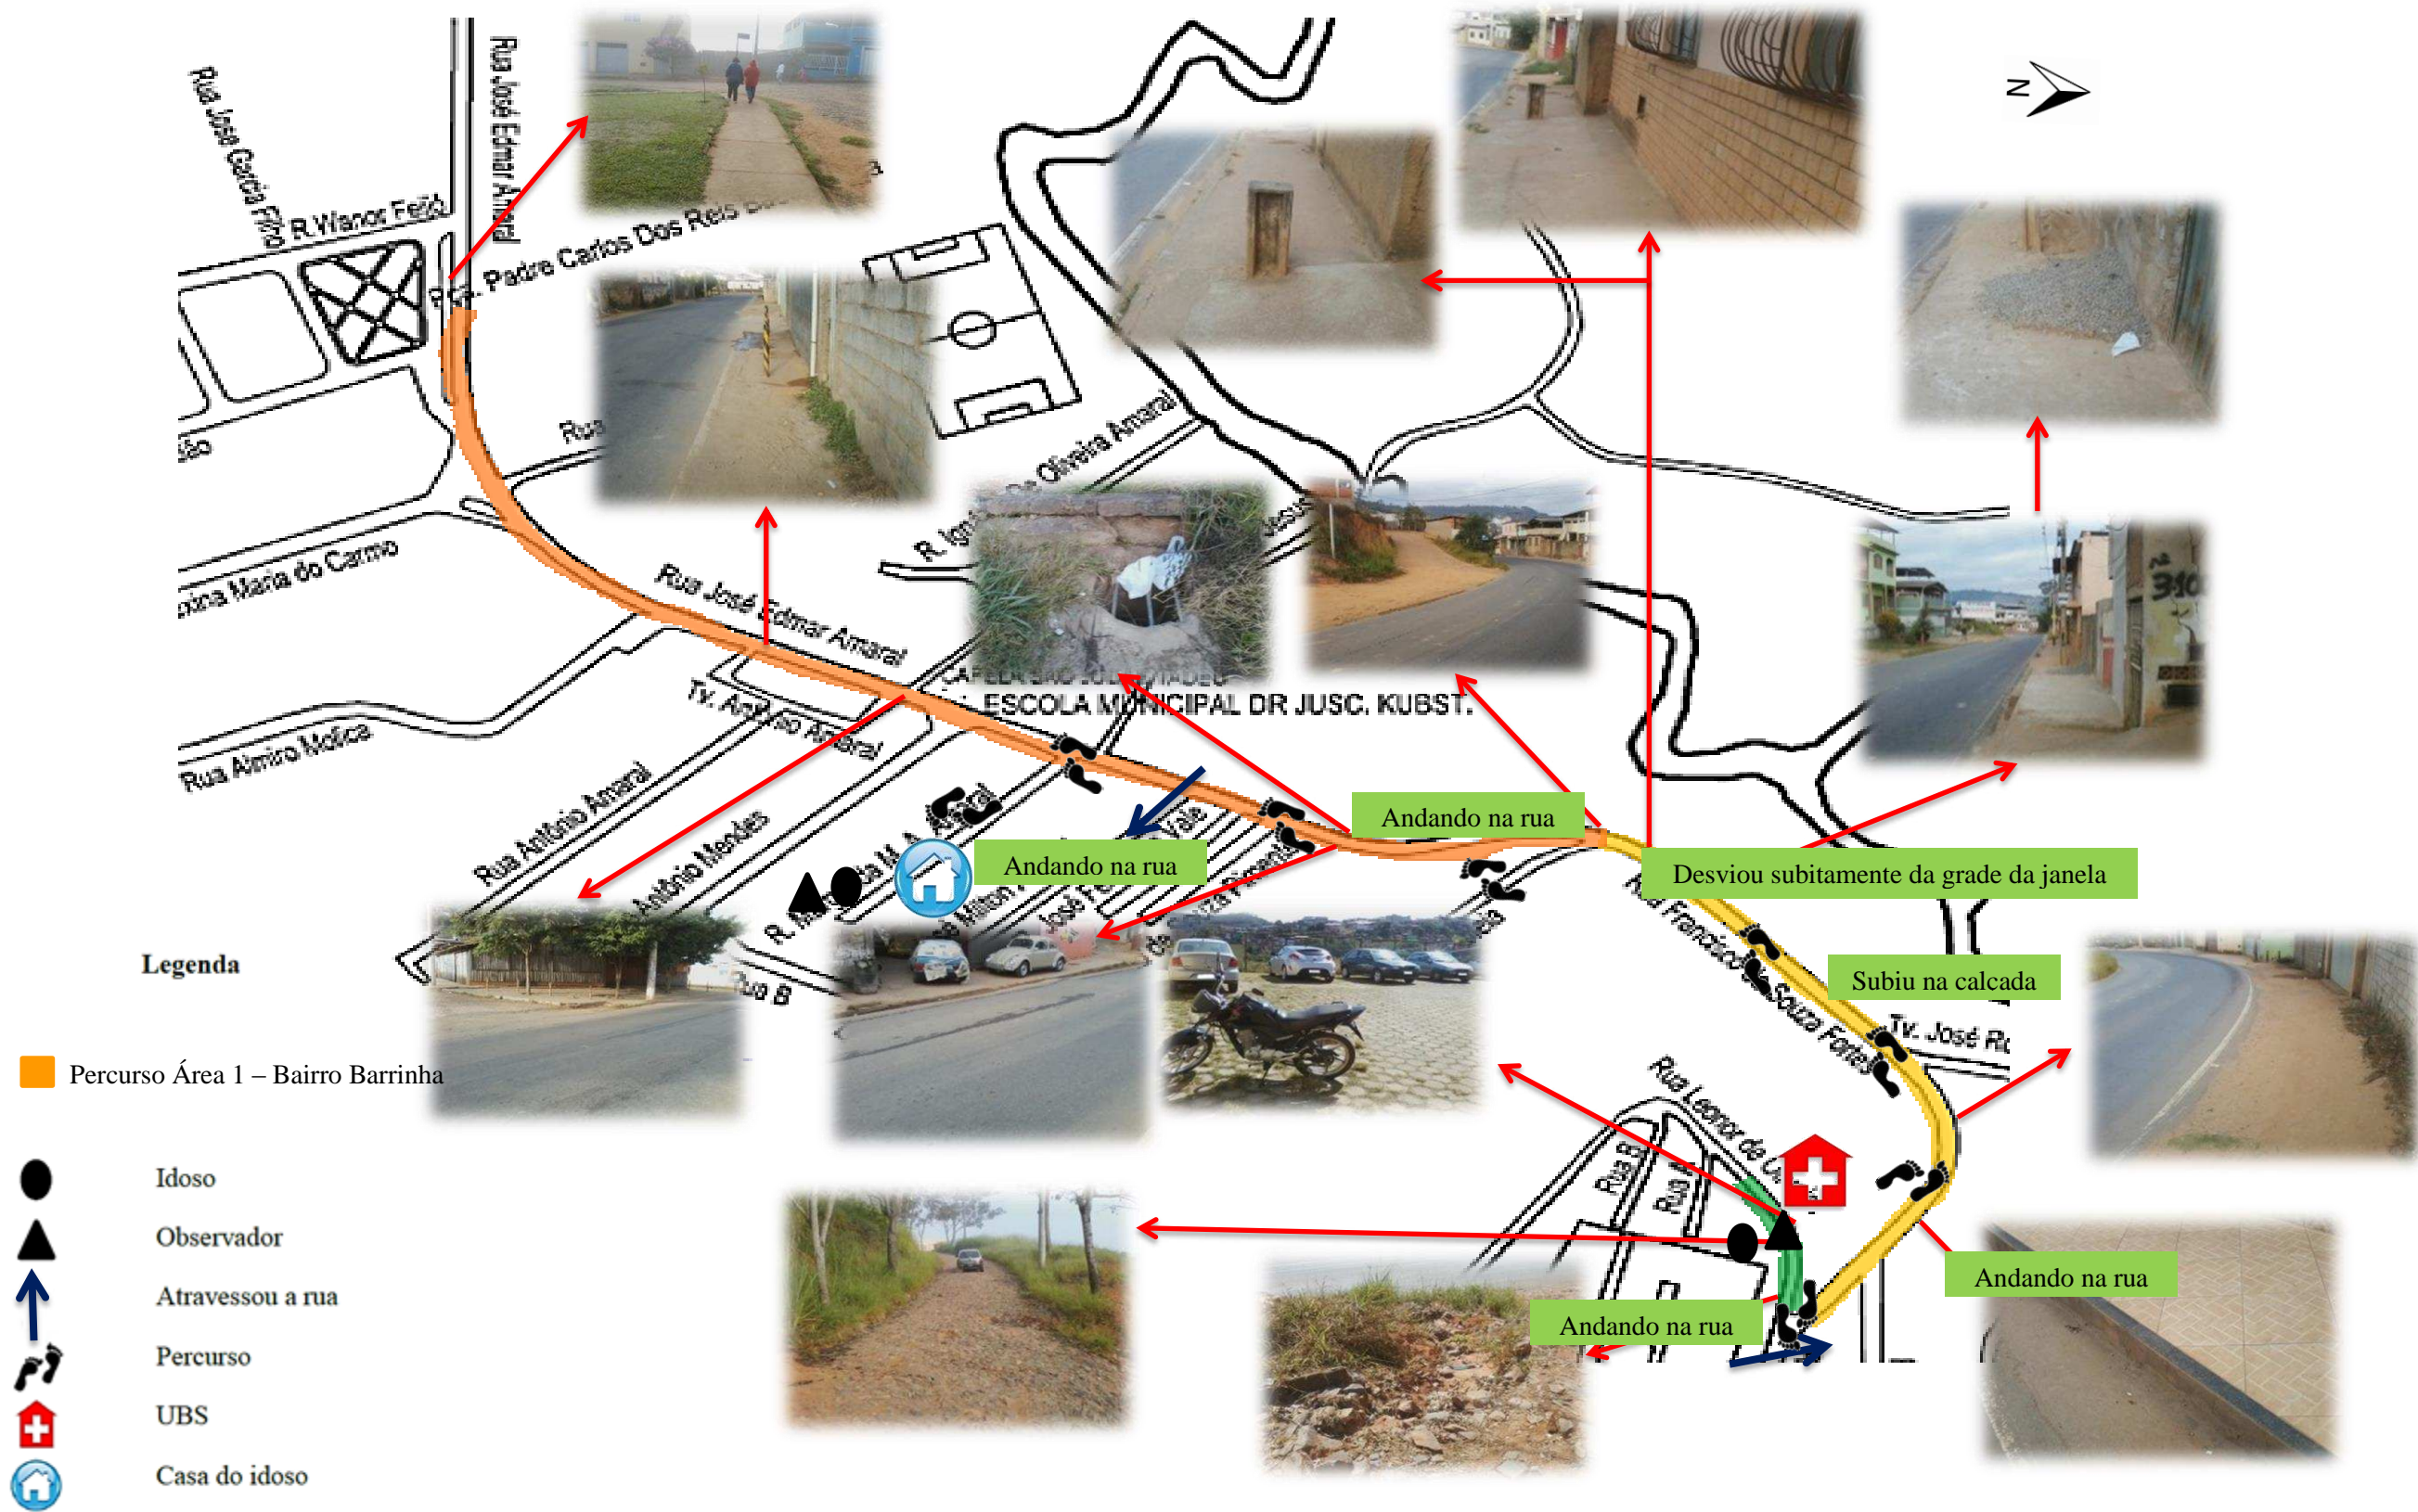 Rua José Garcia Filho
Rua José Edmar Amaral
R.Wanor Feijó
Padre Carlos Dos Reis
N
Rua
Oliveira Amaral
Maria do Carmo
Rua José Edmar Amaral
Tv. Antônio Amaral
ESCOLA MUNICIPAL DR JUSC. KUBST.
310
Rua Almiro Molica
Rua Antônio Amaral
Antônio Mendes
Andando na rua
Andando na rua
Desviou subitamente da grade da janela
Francisco de Souza Fortes
Subiu na calcada
Tv. José
Rua B
Legenda
Percurso Área 1 – Bairro Barrinha
Rua Leonor de
Rua B
Rua
Idoso
Observador
Atravessou a rua
Percurso
UBS
Casa do idoso
Andando na rua
Andando na rua